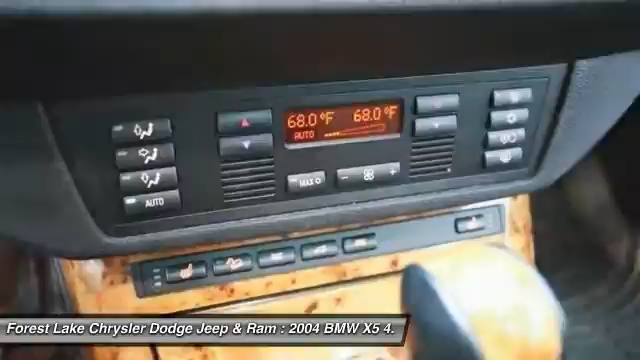 68.0 °F 68.0 °F
AUTO
MAX
- +
AUTO
Forest Lake Chrysler Dodge Jeep & Ram : 2004 BMW X5 4.